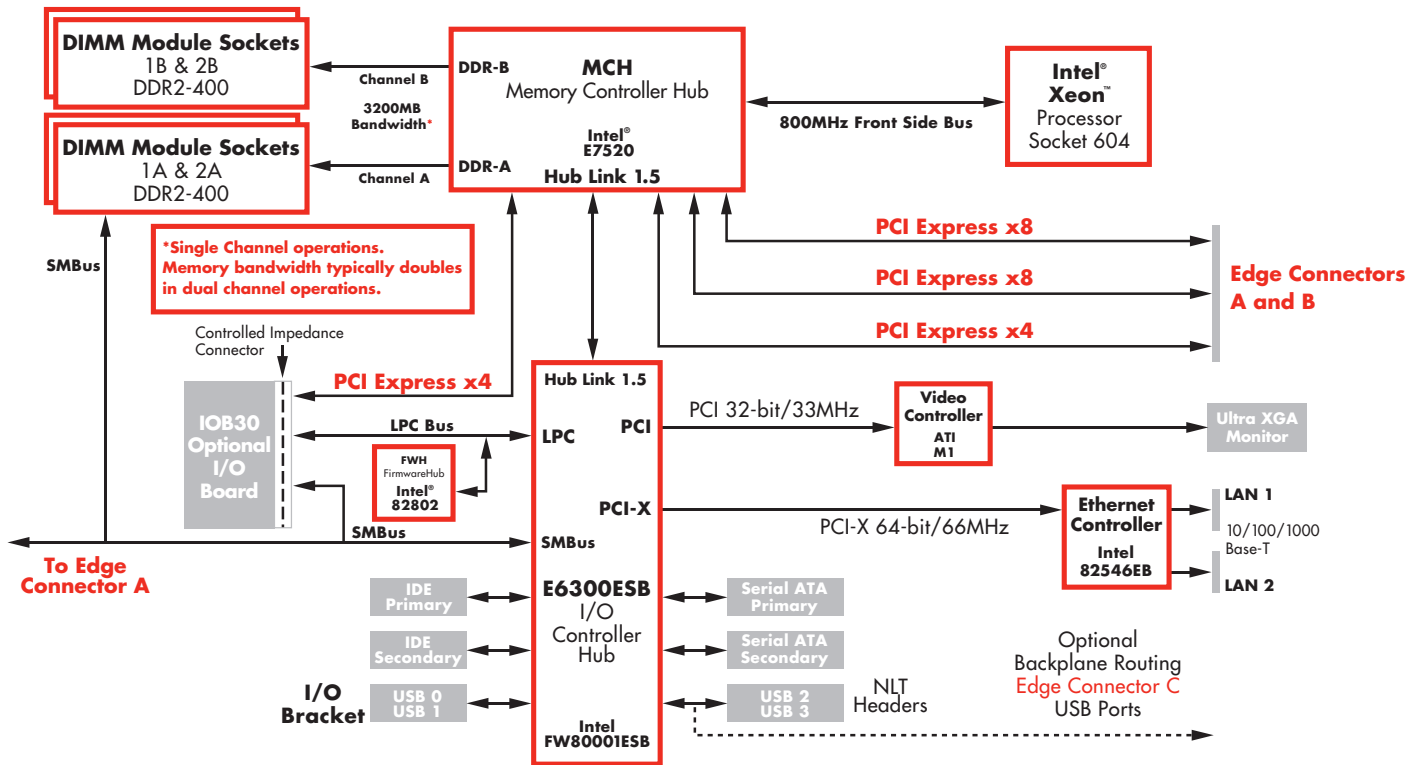 DIMM Module Sockets
1B & 2B
DDR2-400
DIMM Module Sockets
1A & 2A
DDR2-400
Channel B
3200MB
Bandwidth*
Channel A
DDR-B
DDR-A
MCH
Memory Controller Hub
Intel®
E7520
Hub Link 1.5
800MHz Front Side Bus
Intel®
Xeon™
Processor
Socket 604
SMBus
*Single Channel operations.
Memory bandwidth typically doubles
in dual channel operations.
PCI Express x8
PCI Express x8
PCI Express x4
Edge Connectors
A and B
Controlled Impedance
Connector
PCI Express x4
IOB30
Optional
I/O
Board
LPC Bus
FWH
FirmwareHub
Intel®
82802
SMBus
To Edge
Connector A
Hub Link 1.5
PCI
LPC
PCI-X
SMBus
E6300ESB
I/O
Controller
Hub
Intel
FW80001ESB
PCI 32-bit/33MHz
Video
Controller
ATI
M1
Ultra XGA
Monitor
PCI-X 64-bit/66MHz
Ethernet
Controller
Intel
82546EB
LAN 1
10/100/1000
Base-T
LAN 2
IDE
Primary
IDE
Secondary
I/O
Bracket
USB 0
USB 1
Serial ATA
Primary
Serial ATA
Secondary
USB 2
USB 3
NLT
Headers
Optional
Backplane Routing
Edge Connector C
USB Ports